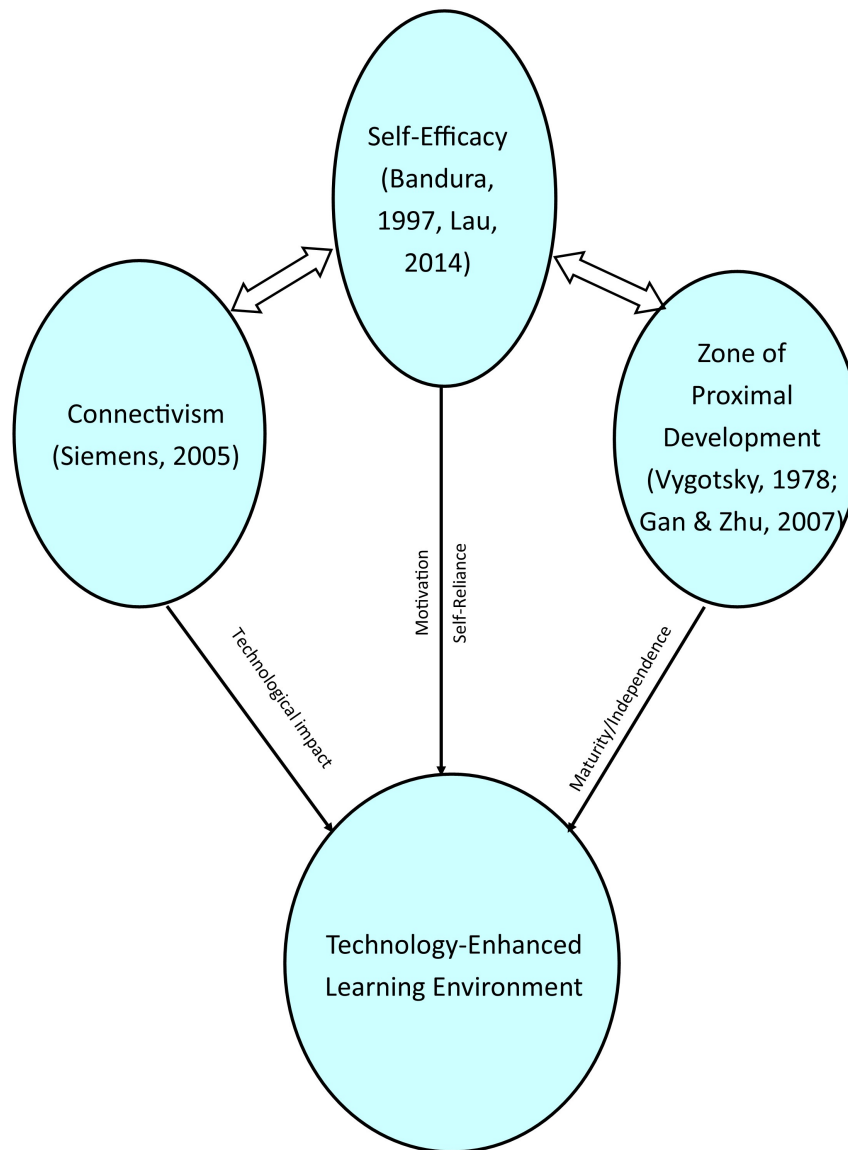 Self-Efficacy
(Bandura,
1997, Lau,
2014)
Connectivism
(Siemens, 2005)
Zone of
Proximal
Development
(Vygotsky, 1978;
Gan & Zhu, 2007)
Technological impact
Motivation
Self-Reliance
Maturity/Independence
Technology-Enhanced
Learning Environment